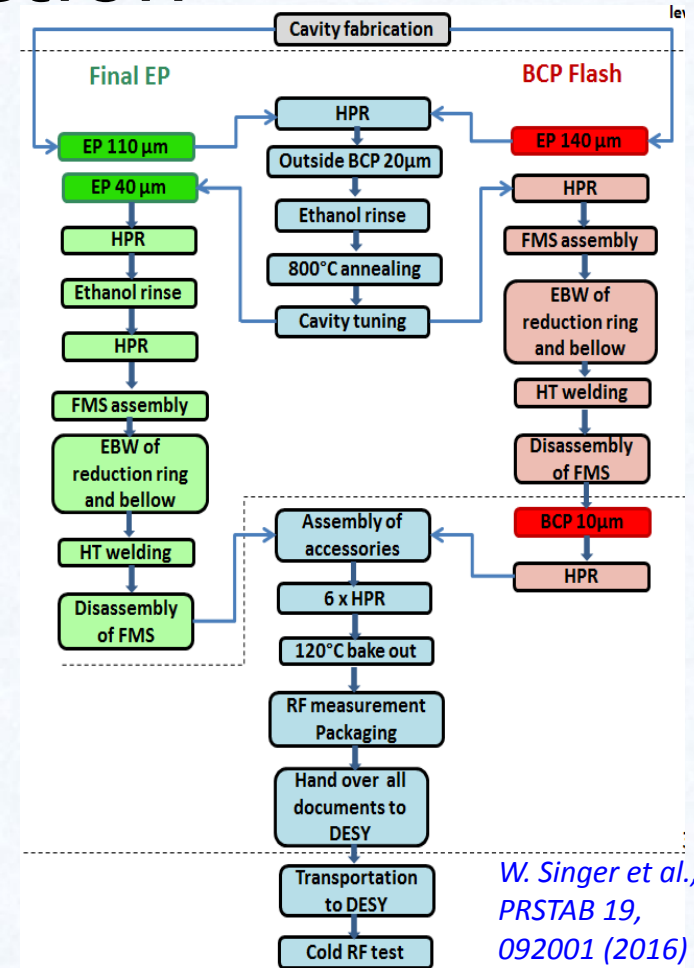 Cavity fabrication
Final EP
BCP Flash
HPR
EP 110 µm
EP 140 µm
Outside BCP 20µm
EP 40 µm
HPR
Ethanol rinse
HPR
FMS assembly
800°C annealing
Ethanol rinse
EBW of
reduction ring
and bellow
Cavity tuning
HPR
HT welding
FMS assembly
EBW of
reduction ring
and bellow
Disassembly
of FMS
Assembly of
accessories
BCP 10µm
HT welding
HPR
6 x HPR
Disassembly
of FMS
120°C bake out
RF measurement
Packaging
Hand over all
documents to
DESY
Transportation
to DESY
Cold RF test
W. Singer et al.,
PRSTAB 19,
092001 (2016)